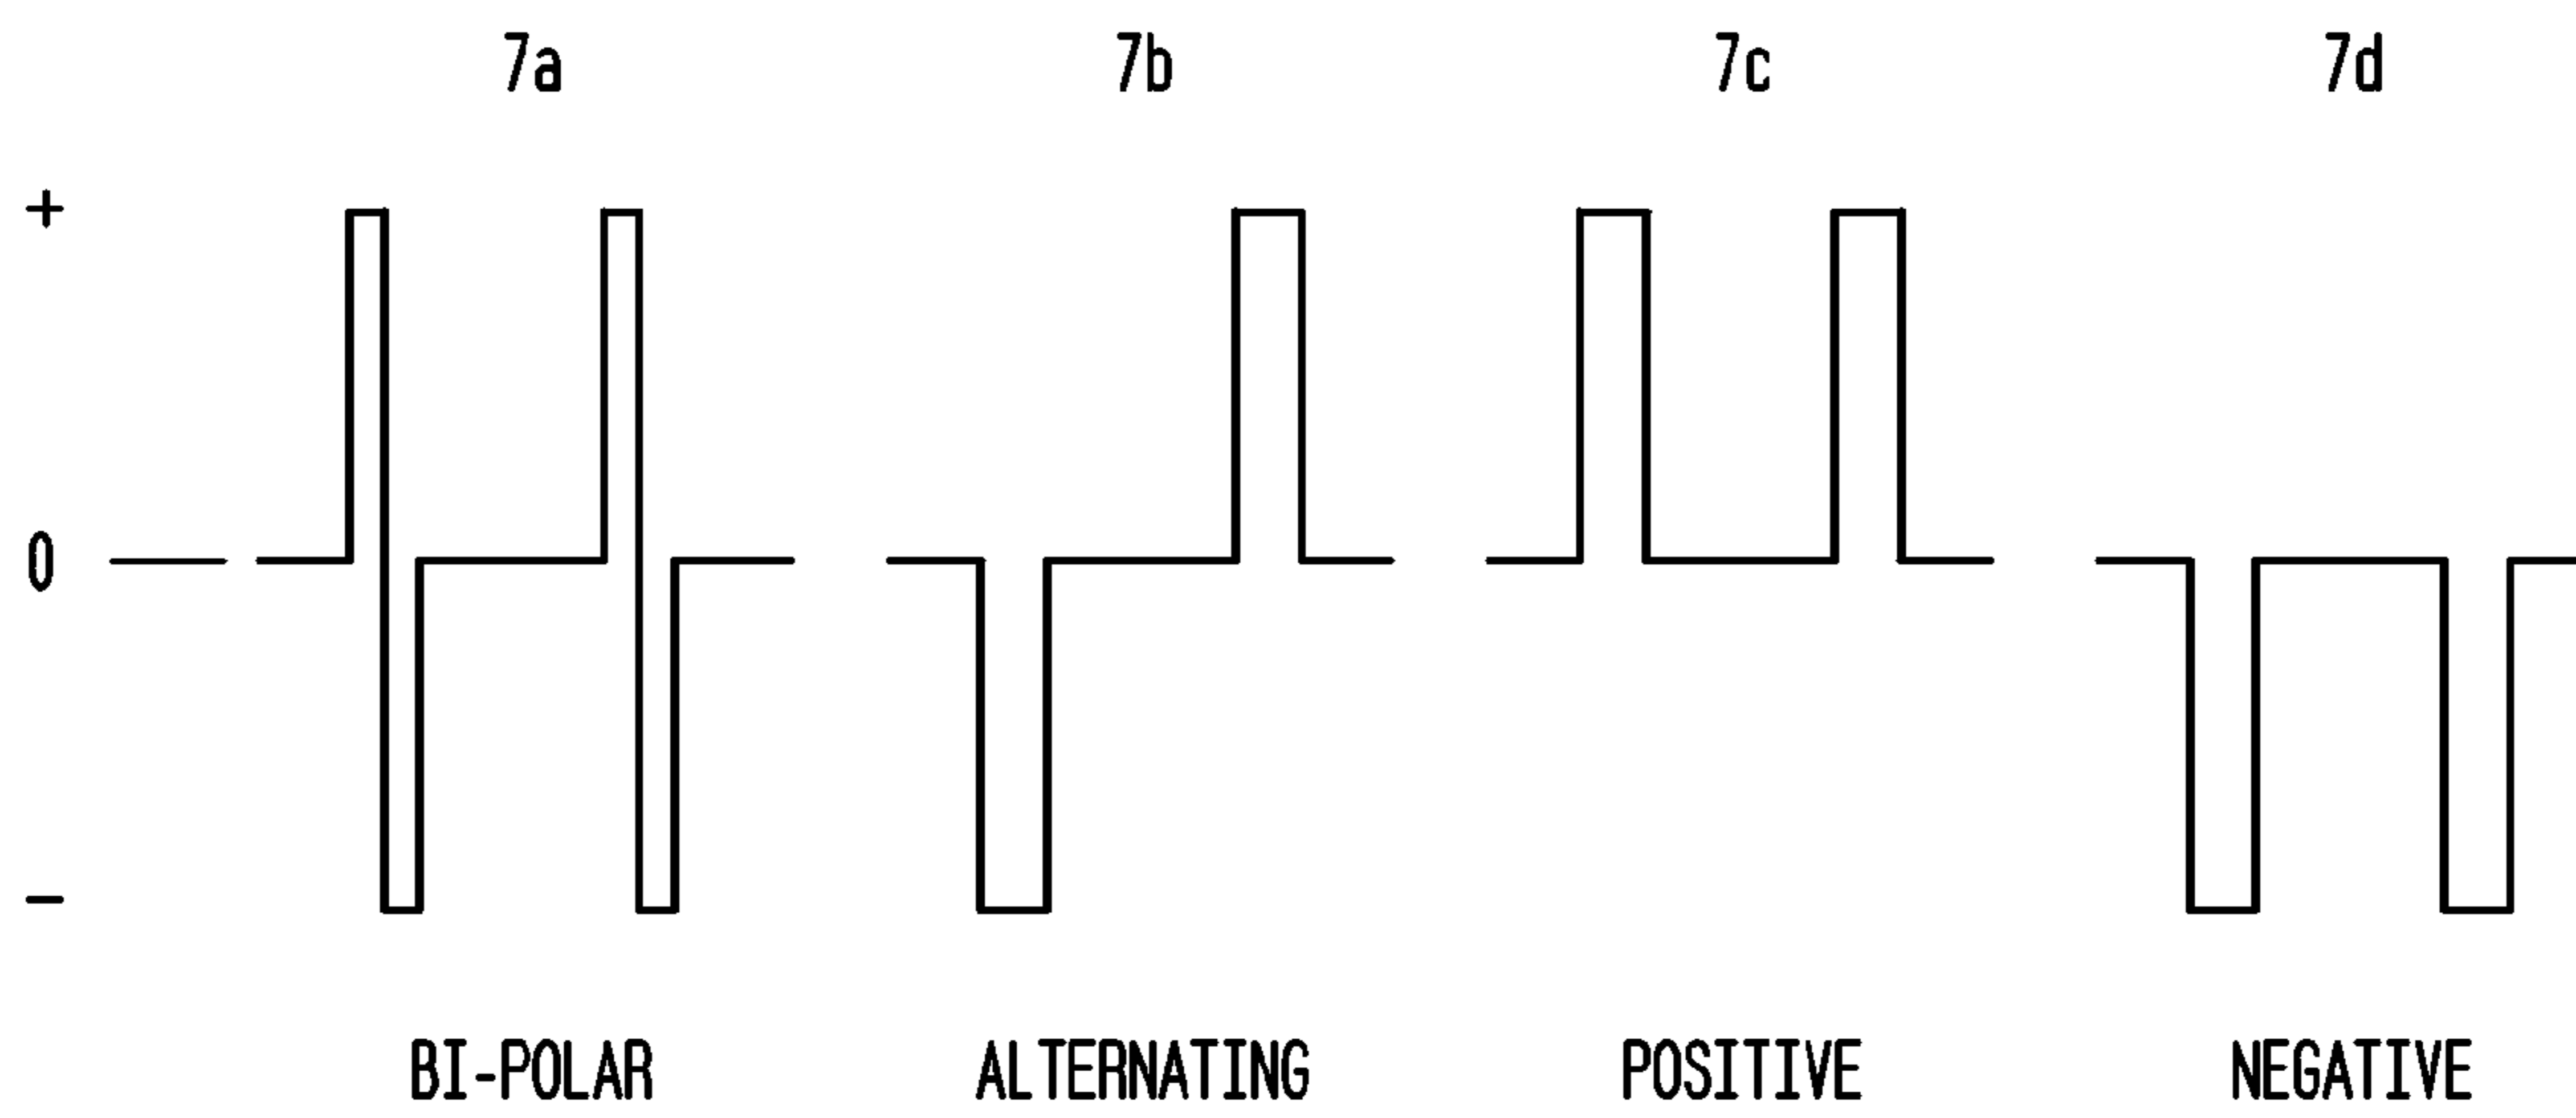 7a 7b 7c 7d
+
0
−
BI-POLAR ALTERNATING POSITIVE NEGATIVE